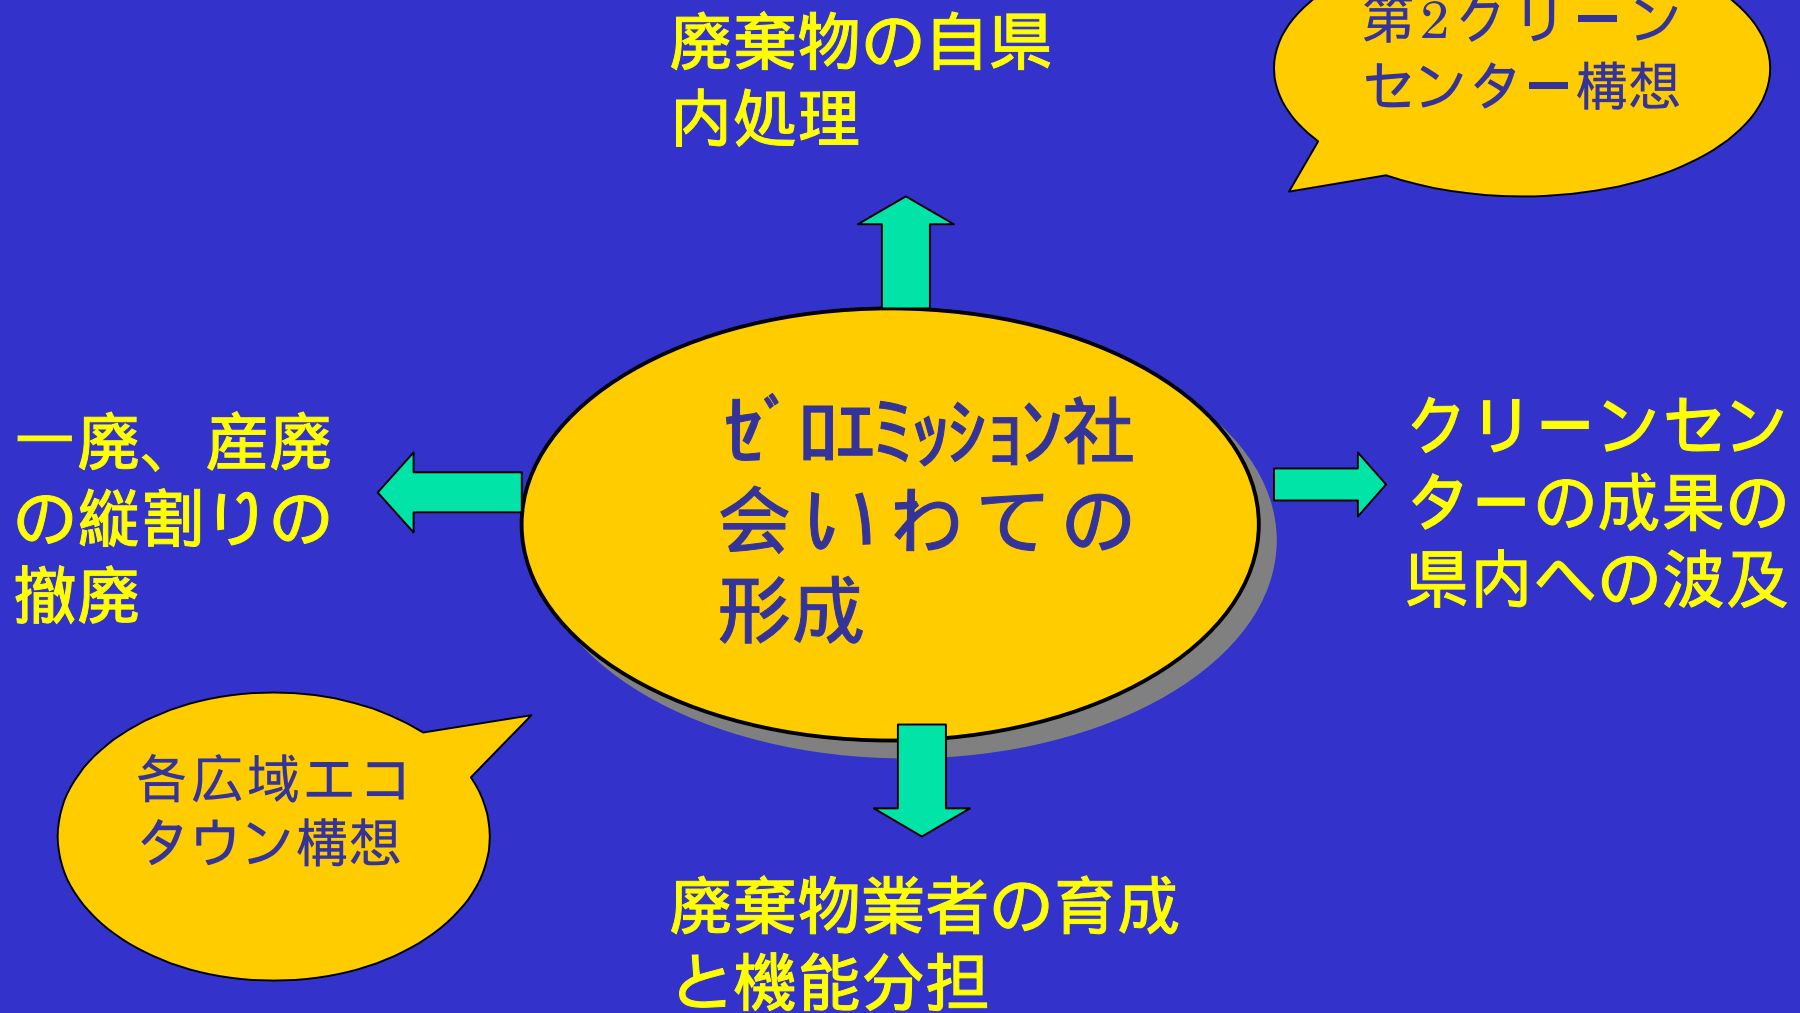 廃棄物の自県
内処理
第2クリーン
センター構想
ｾﾞﾛｴﾐｯｼｮﾝ社
会いわての
形成
一廃、産廃
の縦割りの
撤廃
クリーンセン
ターの成果の
県内への波及
各広域エコ
タウン構想
廃棄物業者の育成
と機能分担